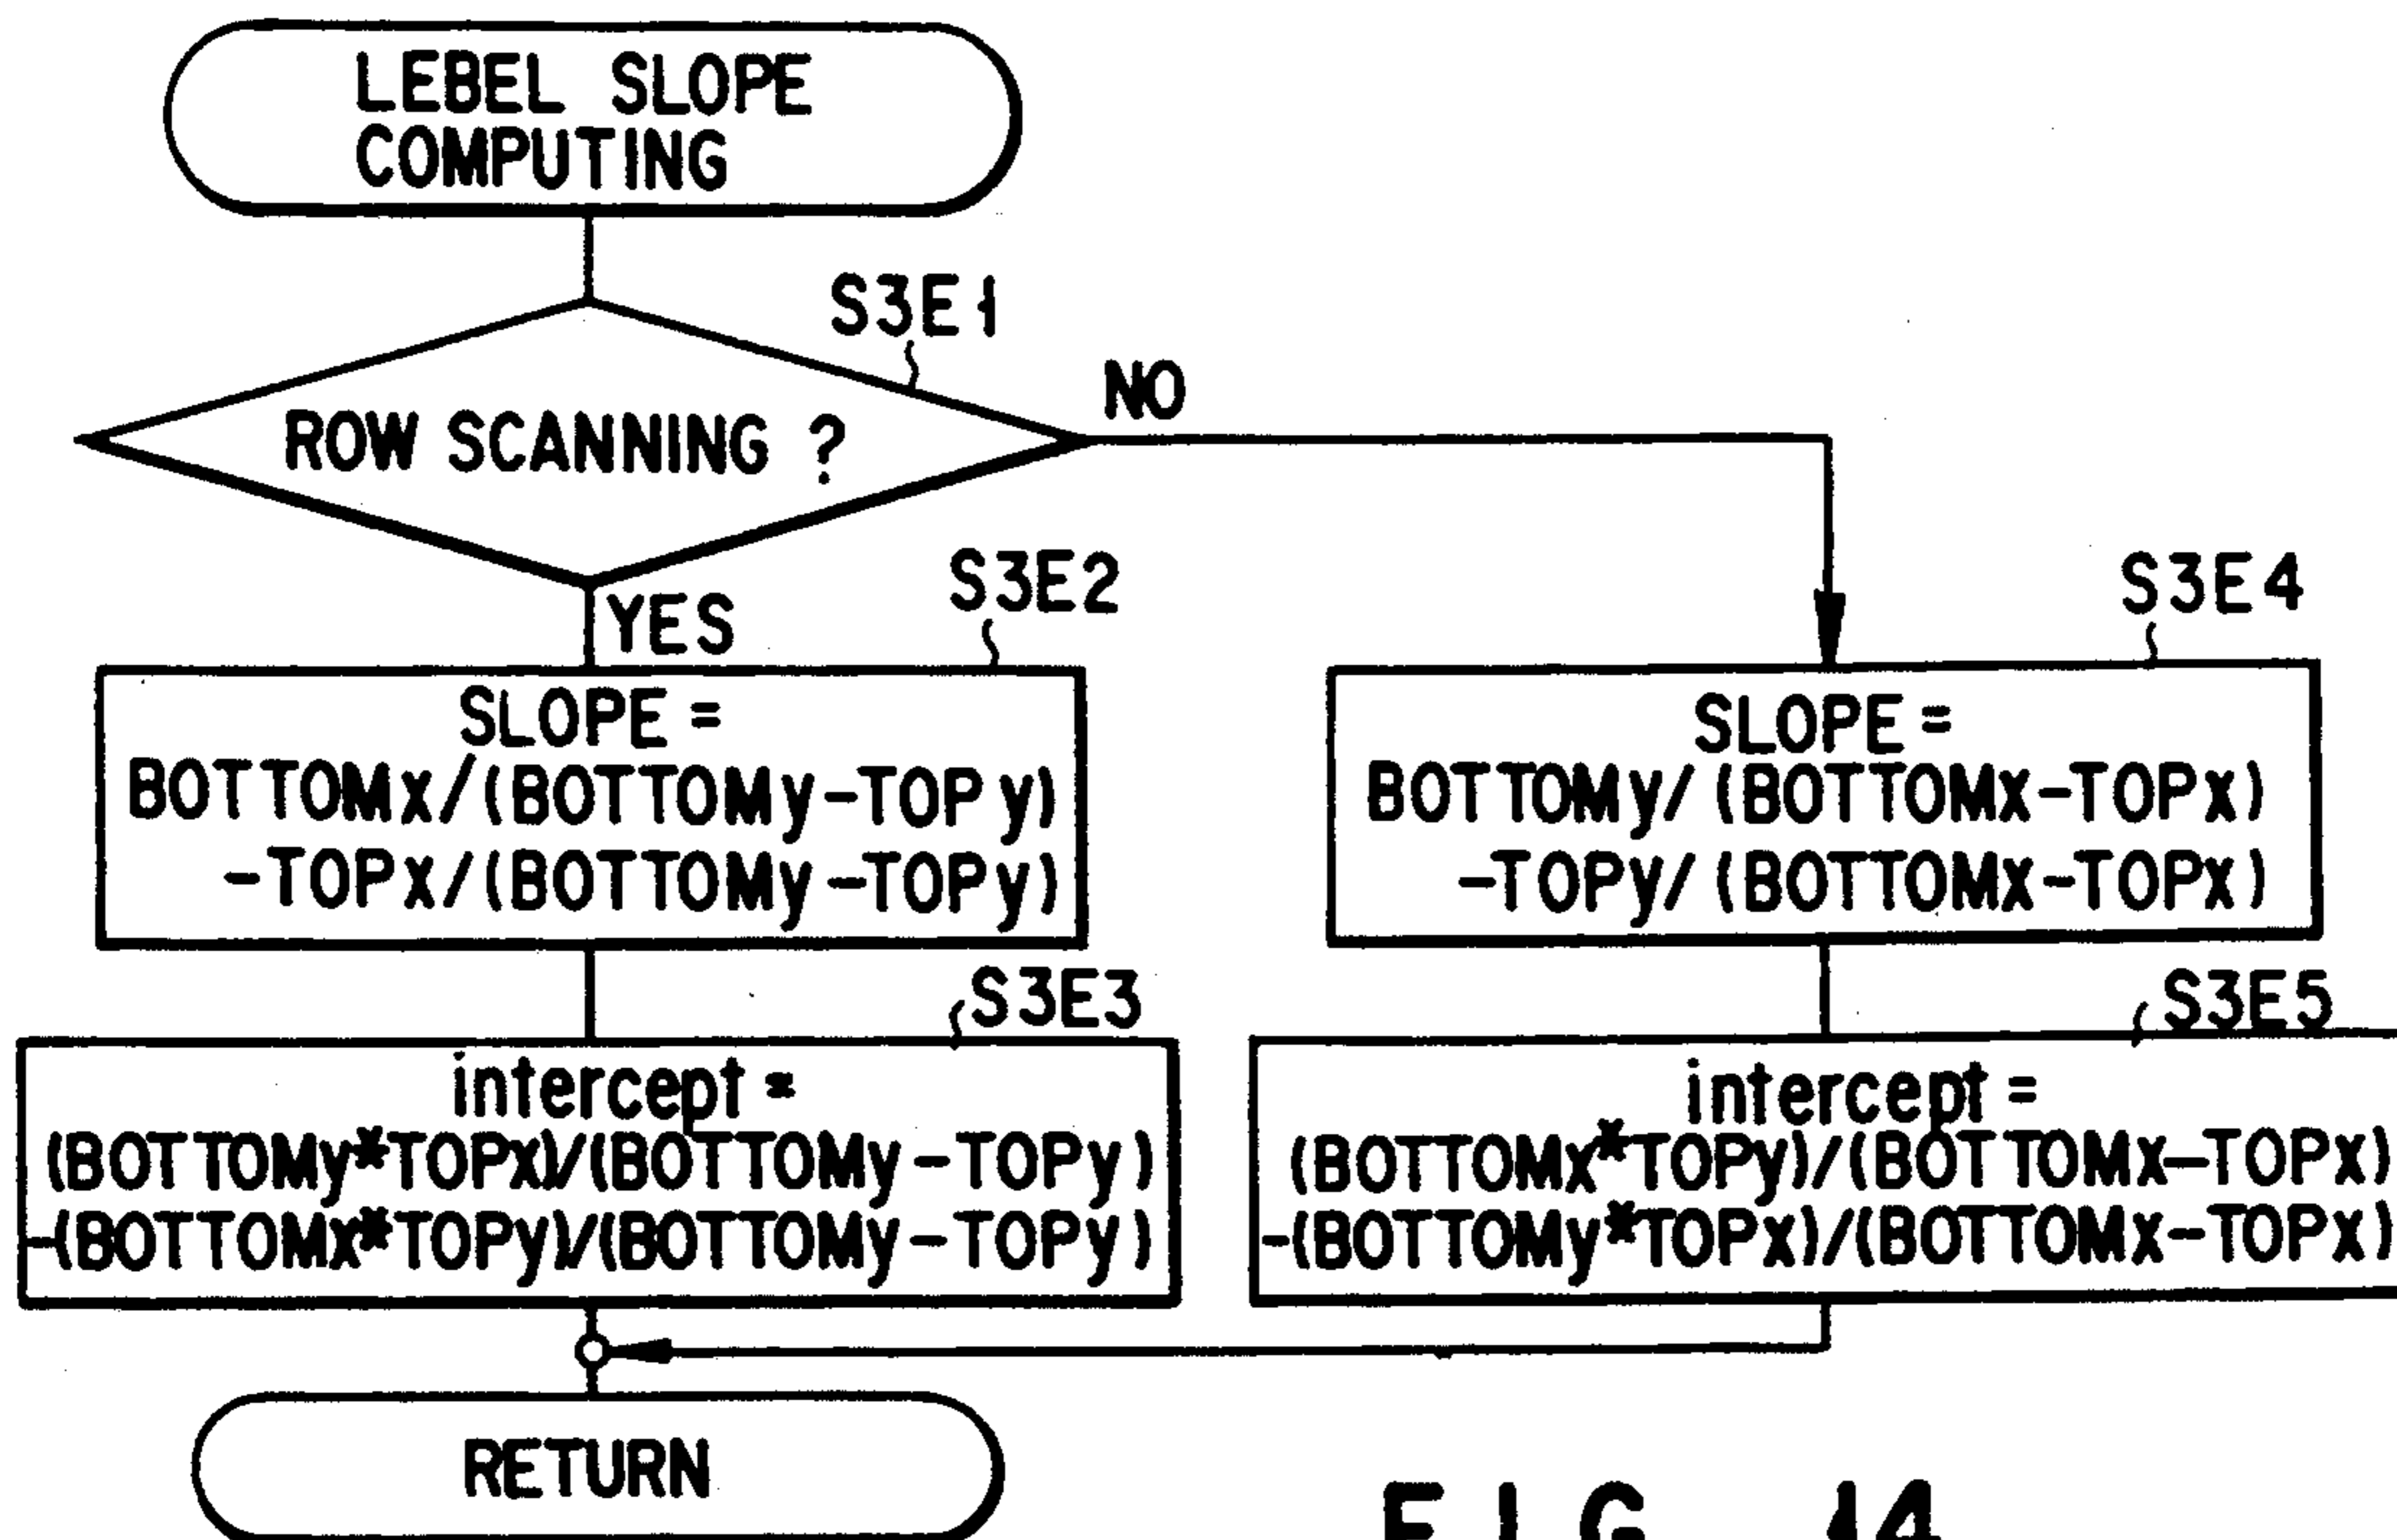 LEBEL SLOPE
COMPUTING
S3E1
ROW SCANNING ?
NO
YES
S3E2
SLOPE =
BOTTOMx/(BOTTOMy-TOPy)
-TOPx/(BOTTOMy-TOPy)
S3E4
SLOPE =
BOTTOMy/(BOTTOMx-TOPx)
-TOPy/(BOTTOMx-TOPx)
S3E3
intercept =
(BOTTOMy*TOPx)/(BOTTOMy-TOPy)
-(BOTTOMx*TOPy)/(BOTTOMy-TOPy)
S3E5
intercept =
(BOTTOMx*TOPy)/(BOTTOMx-TOPx)
-(BOTTOMy*TOPx)/(BOTTOMx-TOPx)
RETURN
FIG. 14